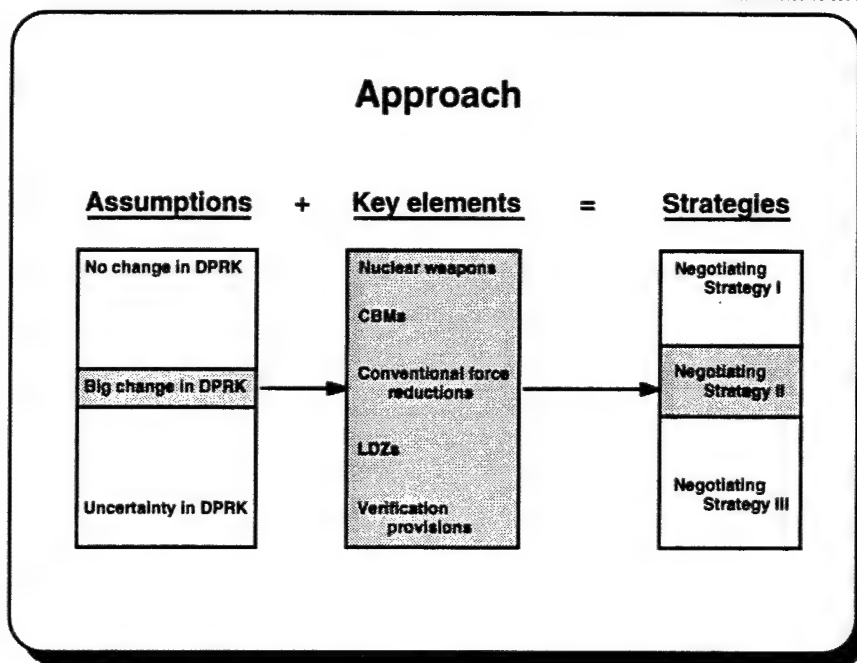 Approach
Assumptions + Key elements = Strategies
No change in DPRK
Big change in DPRK
Uncertainty in DPRK
Nuclear weapons
CBMs
Conventional force
reductions
LDZs
Verification
provisions
Negotiating
Strategy I
Negotiating
Strategy II
Negotiating
Strategy III